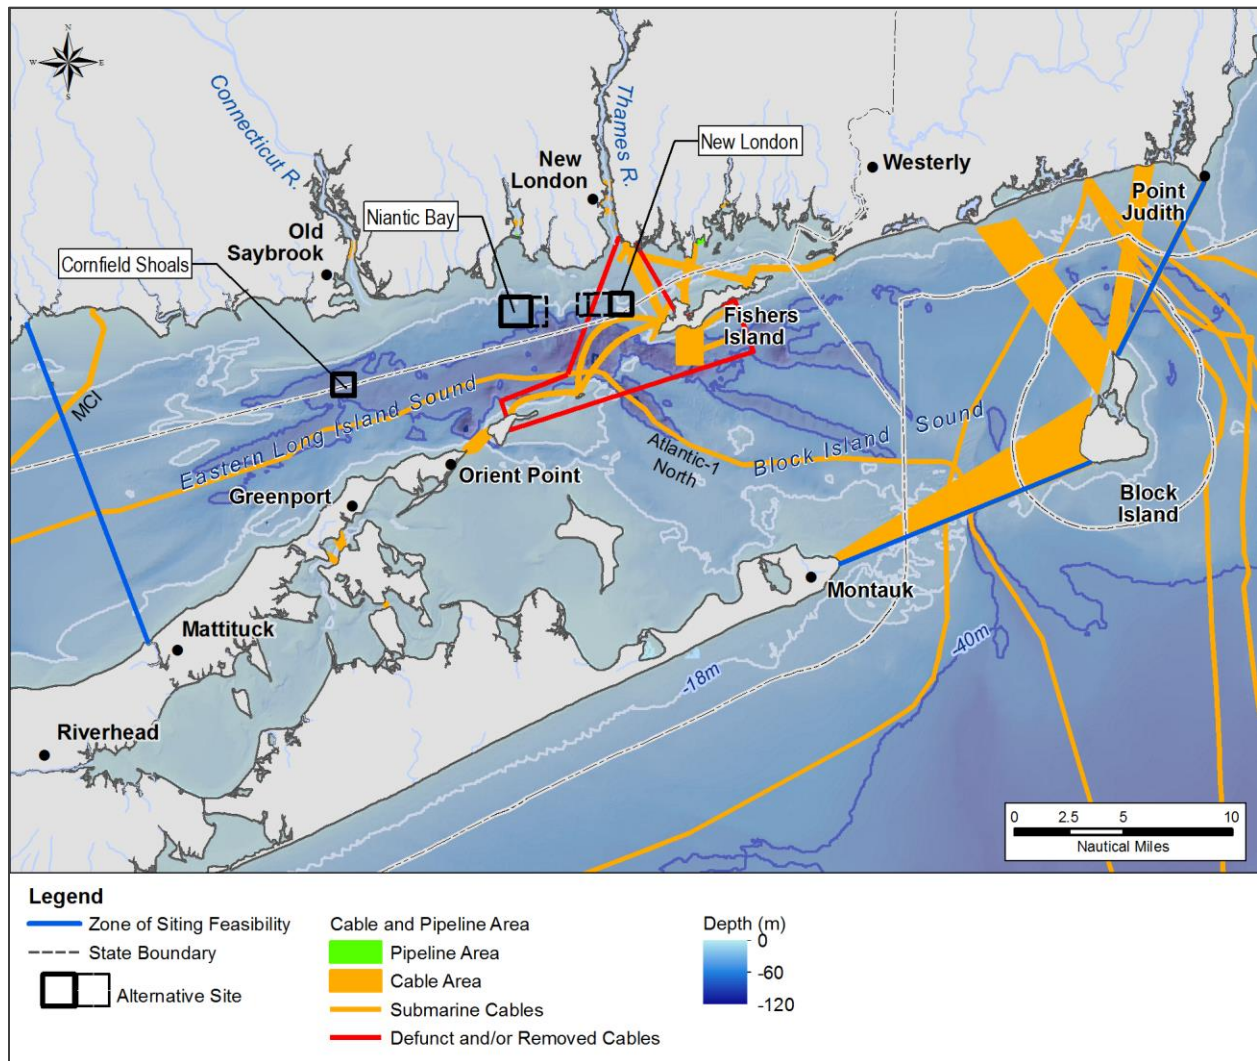 N
W
E
S
Connecticut R.
Thames R.
New London
New
London
Westerly
Niantic Bay
Point
Judith
Old
Saybrook
Cornfield Shoals
Fishers
Island
MCI
Eastern Long Island Sound
Block Island Sound
Atlantic-1
North
Orient Point
Greenport
Block
Island
Montauk
Mattituck
-40m
-18m
Riverhead
0 2.5 5 10
Nautical Miles
Legend
Zone of Siting Feasibility
State Boundary
Alternative Site
Cable and Pipeline Area
Pipeline Area
Cable Area
Submarine Cables
Defunct and/or Removed Cables
Depth (m)
0
-60
-120